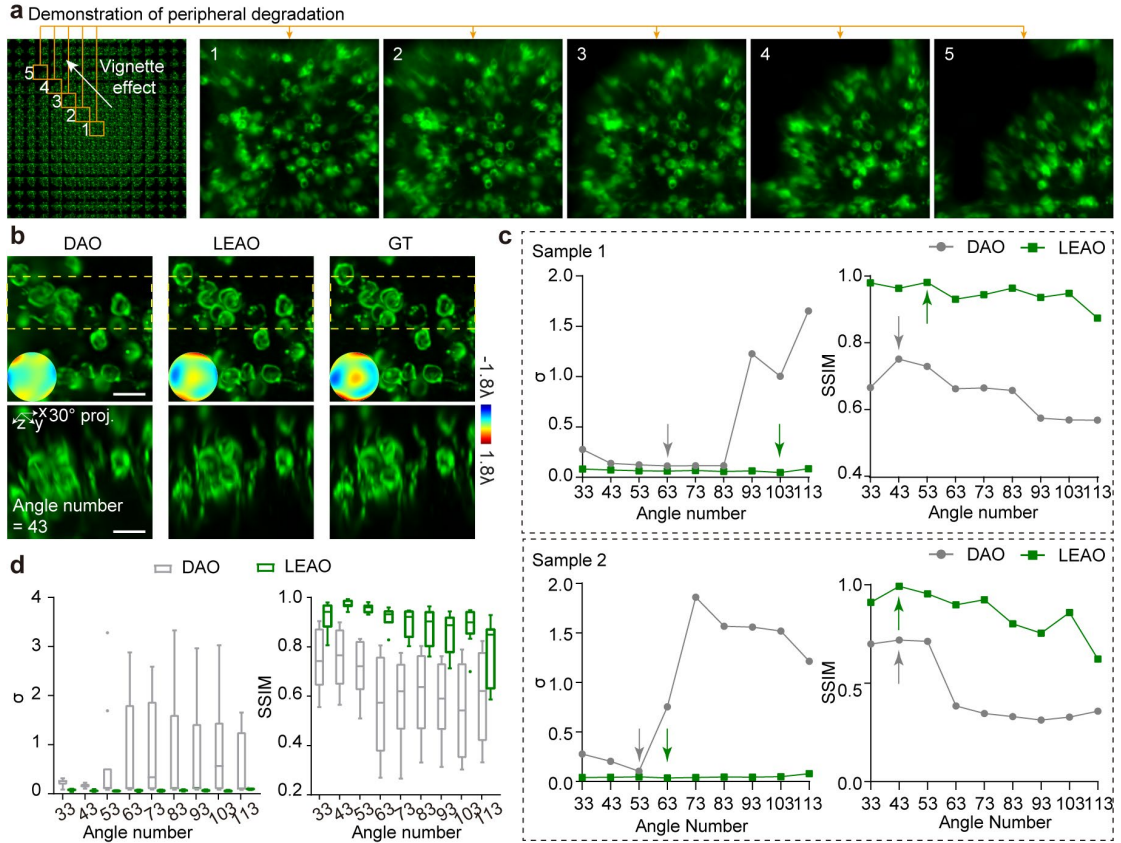 a Demonstration of peripheral degradation
Vignette
effect
5
4
3
2
1
1
2
3
4
5
b
DAO
LEAO
GT
x
z
y
30° proj.
Angle number
= 43
-1.8λ
1.8λ
c
Sample 1
DAO
LEAO
σ
2.0
1.5
1.0
0.5
0.0
33 43 53 63 73 83 93 103 113
Angle number
SSIM
1.0
0.8
0.6
0.4
33 43 53 63 73 83 93 103 113
Angle number
Sample 2
DAO
LEAO
σ
2.0
1.5
1.0
0.5
0.0
33 43 53 63 73 83 93 103 113
Angle Number
SSIM
1.0
0.5
0.0
33 43 53 63 73 83 93 103 113
Angle Number
d
DAO
LEAO
σ
4
3
2
1
0
33 43 53 63 73 83 93 103 113
Angle Number
SSIM
1.0
0.8
0.6
0.4
0.2
33 43 53 63 73 83 93 103 113
Angle Number